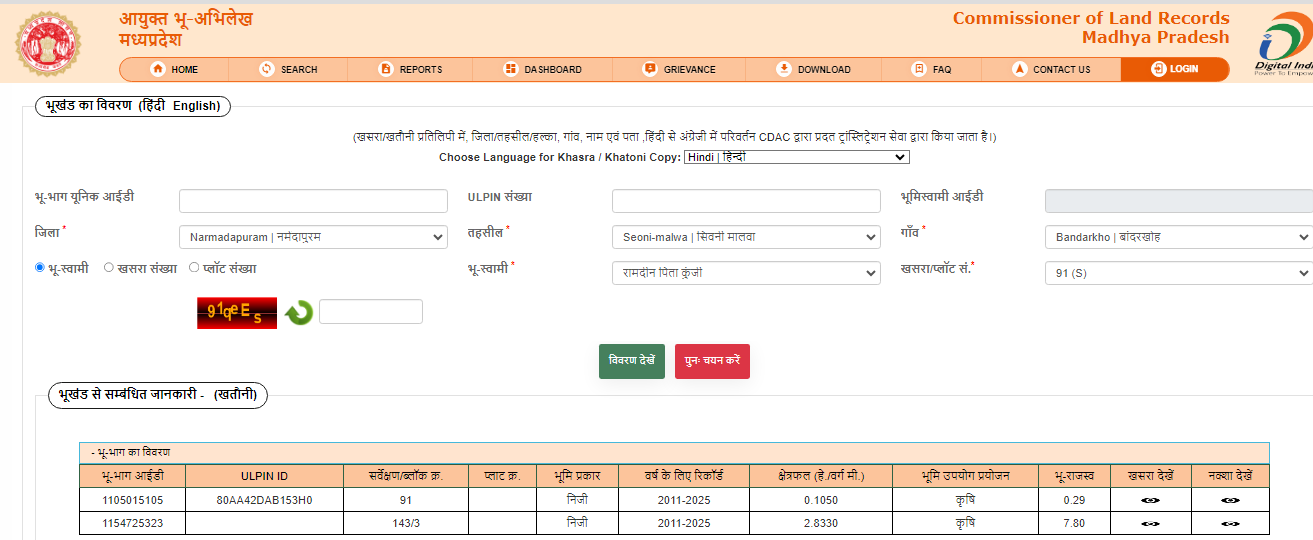 आयुक्त भू-अभिलेख
मध्यप्रदेश
Commissioner of Land Records
Madhya Pradesh
Digital Indi
Power To Empow
HOME SEARCH REPORTS DASHBOARD GRIEVANCE DOWNLOAD FAQ CONTACT US LOGIN
भूखंड का विवरण (हिंदी English)
(खसरा/खतौनी प्रतिलिपी में, जिला/तहसील/हल्का, गांव, नाम एवं पता ,हिंदी से अंग्रेजी में परिवर्तन CDAC द्वारा प्रदत ट्रांस्लिट्रेशन सेवा द्वारा किया जाता है।)
Choose Language for Khasra / Khatoni Copy: Hindi | हिन्दी
भू-भाग यूनिक आईडी ULPIN संख्या भूमिस्वामी आईडी
जिला * Narmadapuram | नर्मदापुरम तहसील * Seoni-malwa | सिवनी मालवा गाँव * Bandarkho | बांदरखोह
भू-स्वामी खसरा संख्या प्लॉट संख्या भू-स्वामी * रामदीन पिता कुंजी खसरा/प्लॉट सं.* 91 (S)
91qeEs
विवरण देखें पुनः चयन करें
भूखंड से सम्बंधित जानकारी - (खतौनी)
- भू-भाग का विवरण
भू-भाग आईडी ULPIN ID सर्वेक्षण/ब्लॉक क्र. प्लाट क्र. भूमि प्रकार वर्ष के लिए रिकॉर्ड क्षेत्रफल (हे./वर्ग मी.) भूमि उपयोग प्रयोजन भू-राजस्व खसरा देखें नक्शा देखें
1105015105 80AA42DAB153H0 91 निजी 2011-2025 0.1050 कृषि 0.29
1154725323 143/3 निजी 2011-2025 2.8330 कृषि 7.80